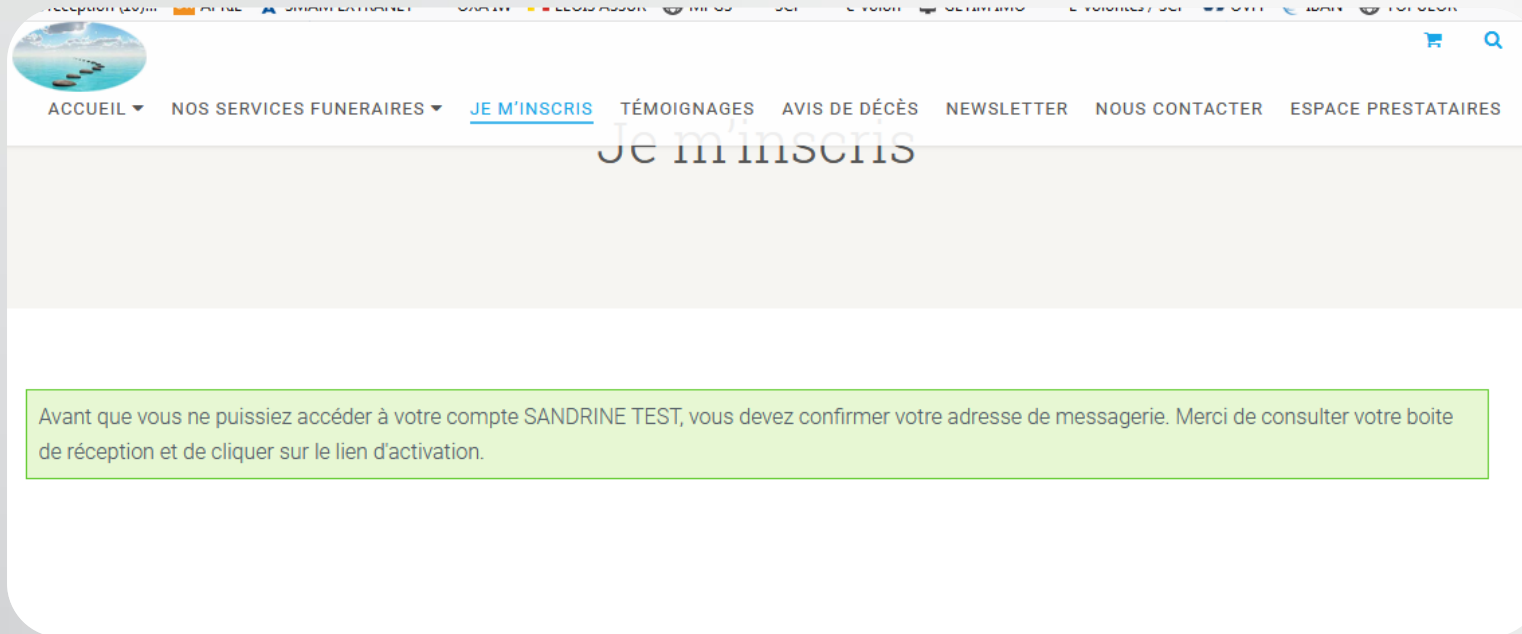 ACCUEIL NOS SERVICES FUNERAIRES JE M'INSCRIS TÉMOIGNAGES AVIS DE DÉCÈS NEWSLETTER NOUS CONTACTER ESPACE PRESTATAIRES
Je m'inscris
Avant que vous ne puissiez accéder à votre compte SANDRINE TEST, vous devez confirmer votre adresse de messagerie. Merci de consulter votre boite
de réception et de cliquer sur le lien d'activation.